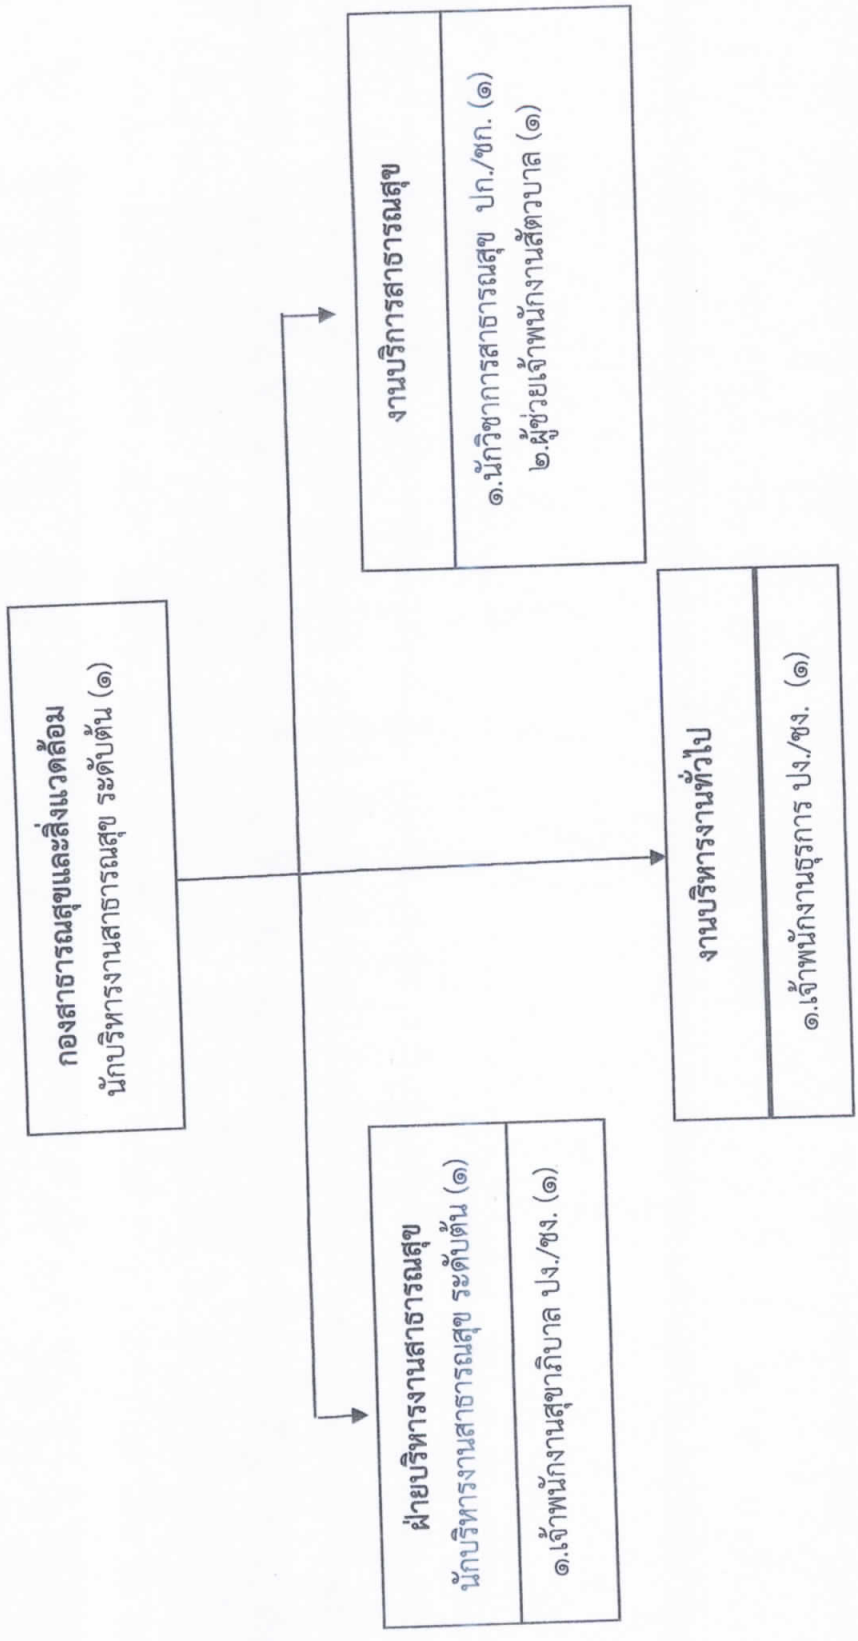 กองสาธารณสุขและสิ่งแวดล้อม
นักบริหารงานสาธารณสุข ระดับต้น (๑)
ฝ่ายบริหารงานสาธารณสุข
นักบริหารงานสาธารณสุข ระดับต้น (๑)
๑.เจ้าพนักงานสุขาภิบาล ปง./ชง. (๑)
งานบริหารงานทั่วไป
๑.เจ้าพนักงานธุรการ ปง./ชง. (๑)
งานบริการสาธารณสุข
๑.นักวิชาการสาธารณสุข ปก./ชก. (๑)
๒.ผู้ช่วยเจ้าพนักงานสัตวบาล (๑)